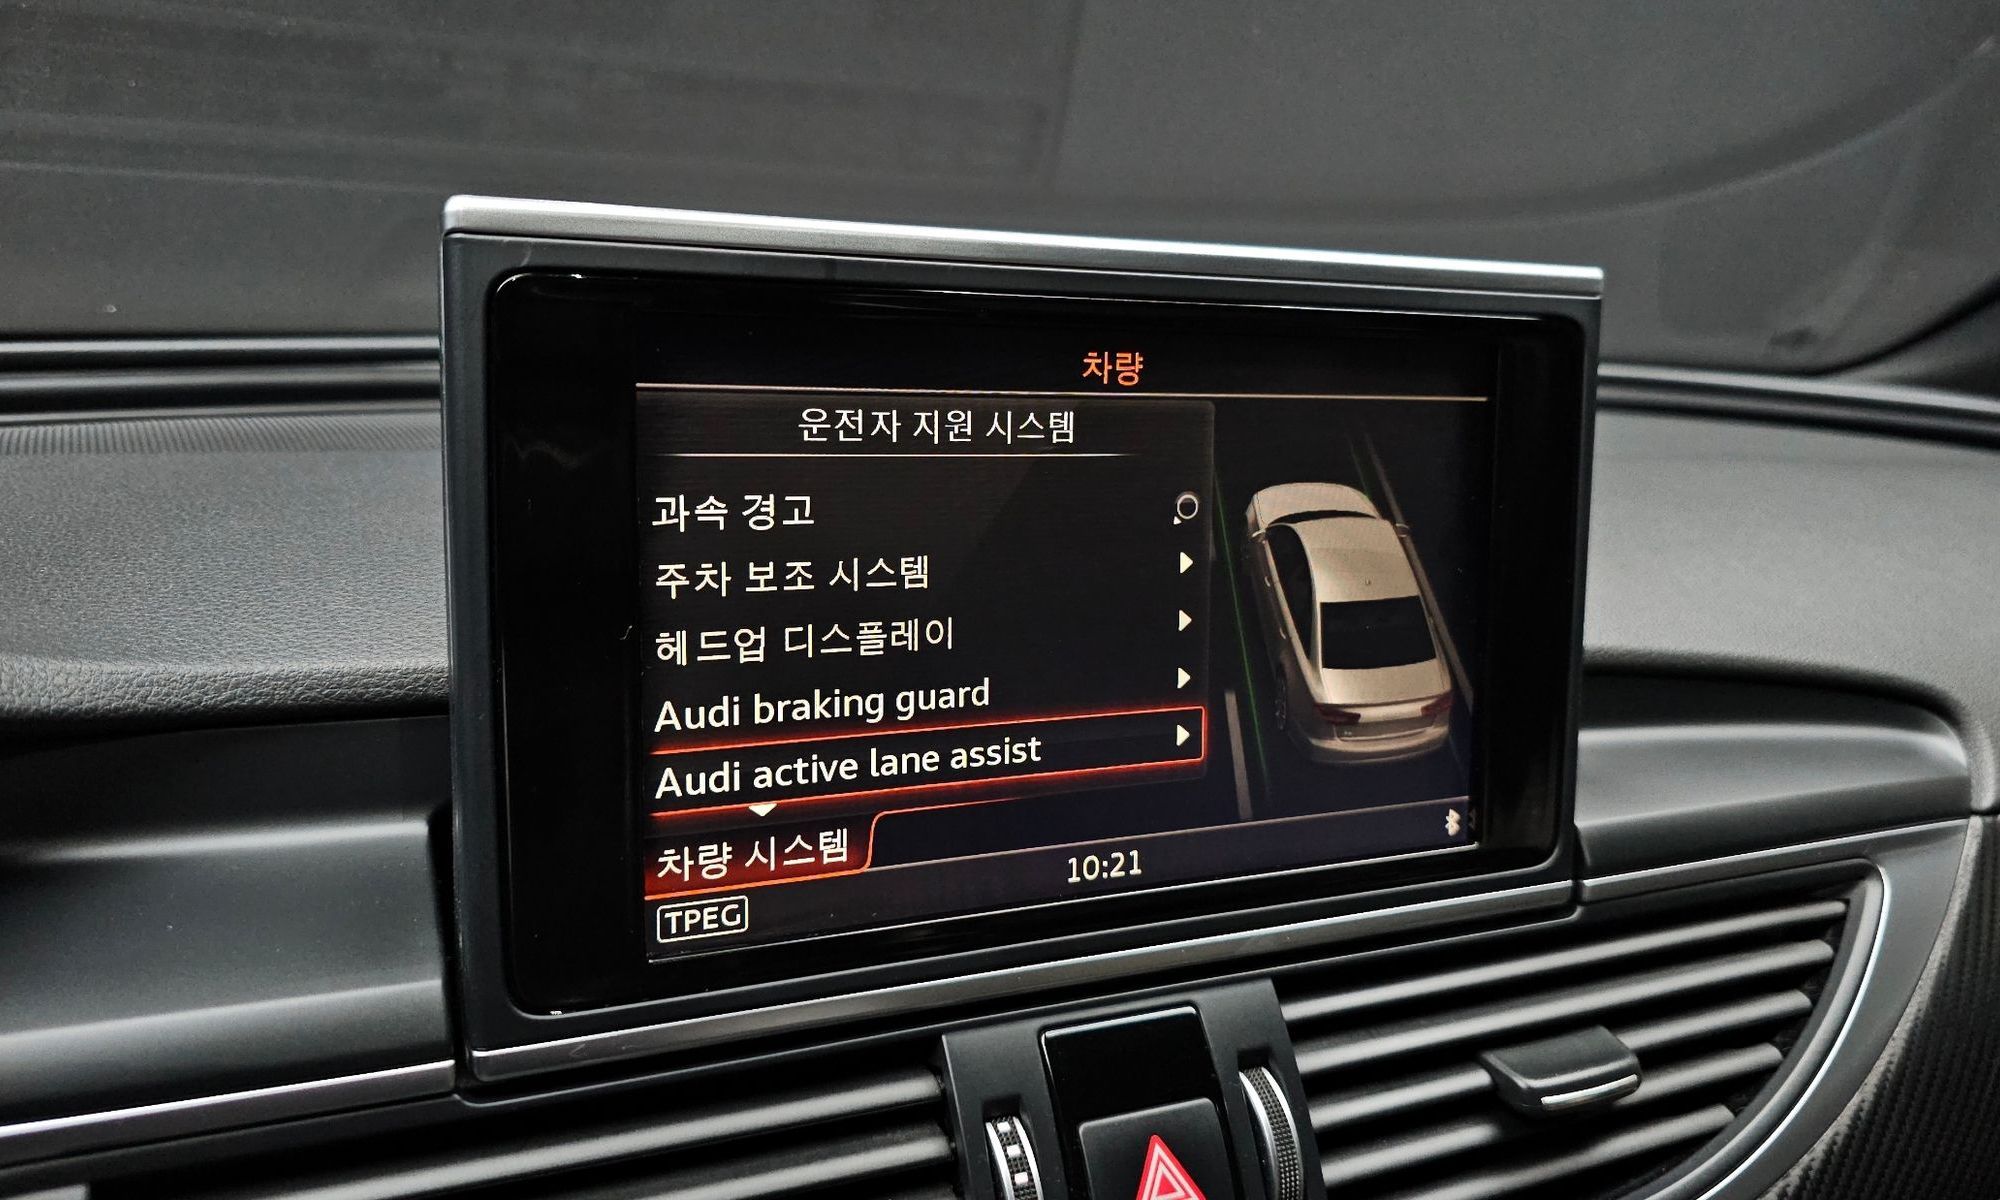 차량
운전자 지원 시스템
과속 경고
주차 보조 시스템
헤드업 디스플레이
Audi braking guard
Audi active lane assist
차량 시스템
10:21
TPEG